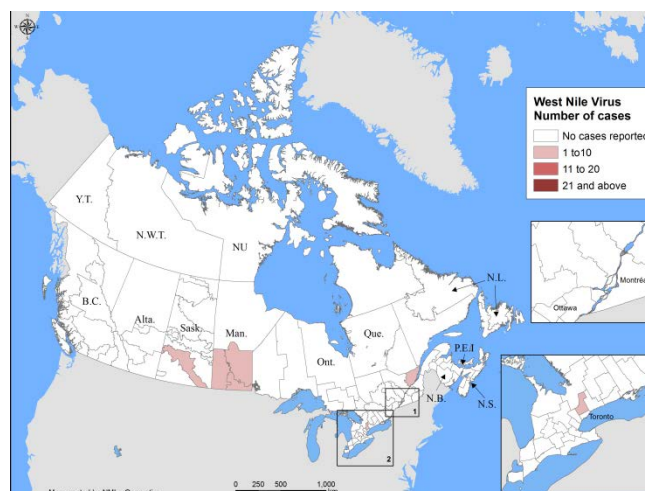 West Nile Virus
Number of cases
No cases reported
1 to10
11 to 20
21 and above
Y.T.
N.W.T.
NU
B.C.
Alta.
Sask.
Man.
Ont.
Que.
N.L.
P.E.I
N.B.
N.S.
1
2
Ottawa
Montréal
Toronto
0 250 500 1,000